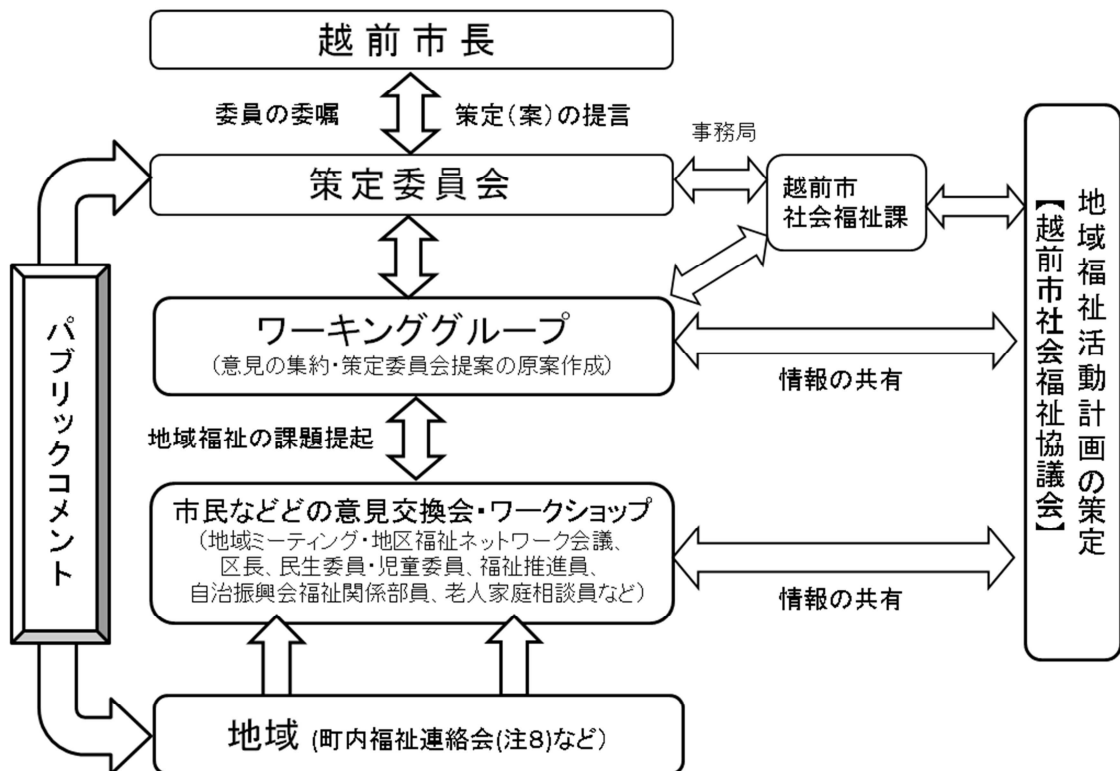 越前市長
委員の委嘱
策定（案）の提言
策定委員会
事務局
越前市
社会福祉課
ワーキンググループ
（意見の集約・策定委員会提案の原案作成）
情報の共有
地域福祉の課題提起
市民などどの意見交換会・ワークショップ
（地域ミーティング・地区福祉ネットワーク会議、
区長、民生委員・児童委員、福祉推進員、
自治振興会福祉関係部員、老人家庭相談員など）
情報の共有
地域 (町内福祉連絡会(注8)など）
パブリックコメント
地域福祉活動計画の策定
【越前市社会福祉協議会】